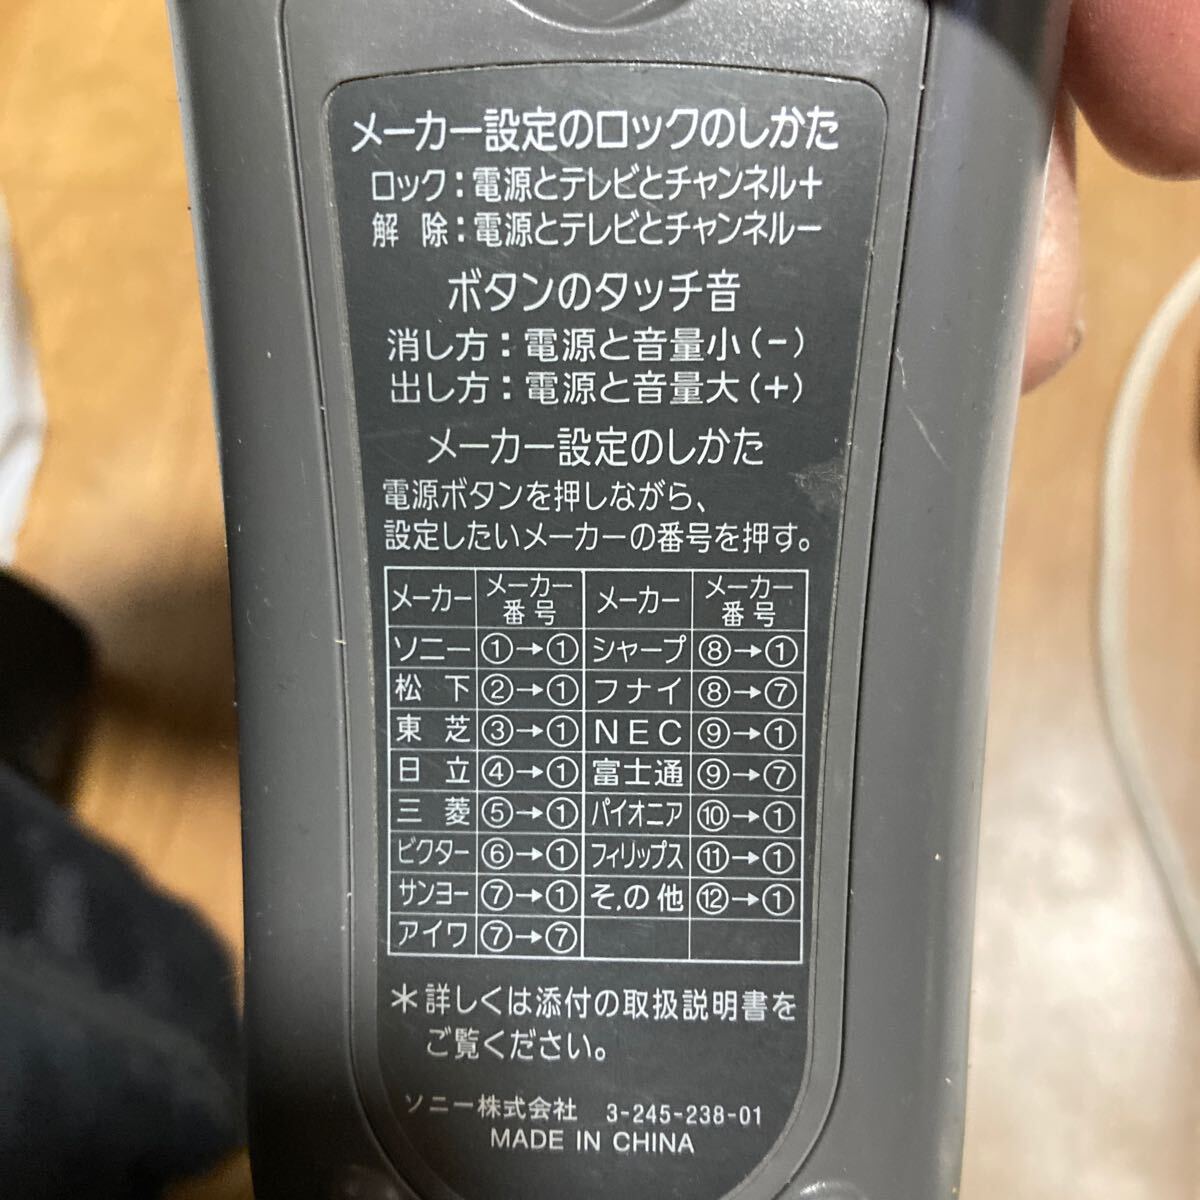 メーカー設定のロックのしかた
ロック：電源とテレビとチャンネル＋
解 除：電源とテレビとチャンネルー
ボタンのタッチ音
消し方：電源と音量小(−)
出し方：電源と音量大(＋)
メーカー設定のしかた
電源ボタンを押しながら、
設定したいメーカーの番号を押す。
メーカー メーカー番号 メーカー メーカー番号
ソニー ①→① シャープ ⑧→①
松下 ②→① フナイ ⑧→⑦
東芝 ③→① NEC ⑨→①
日立 ④→① 富士通 ⑨→⑦
三菱 ⑤→① パイオニア ⑩→①
ビクター ⑥→① フィリップス ⑪→①
サンヨー ⑦→① その他 ⑫→①
アイワ ⑦→⑦
＊詳しくは添付の取扱説明書を
ご覧ください。
ソニー株式会社 3-245-238-01
MADE IN CHINA